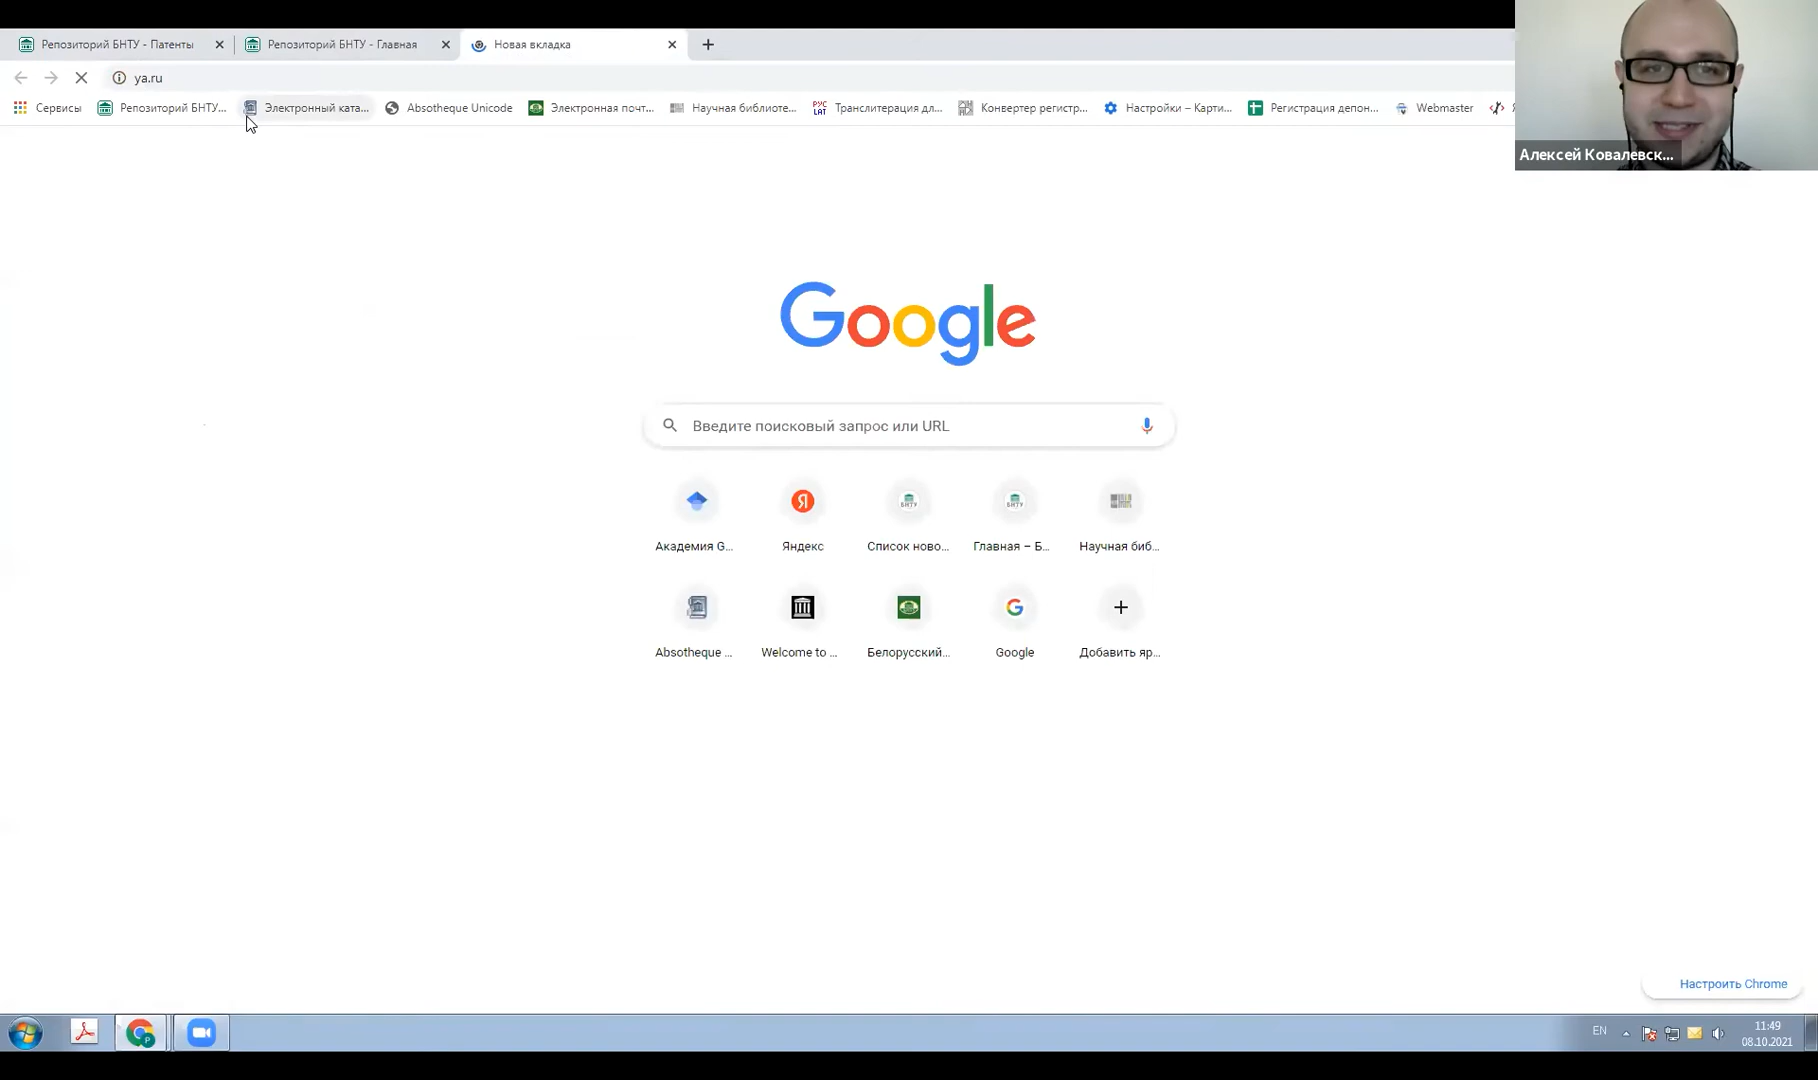 Репозиторий БНТУ - Патенты
Репозиторий БНТУ - Главная
Новая вкладка
ya.ru
Сервисы
Репозиторий БНТУ...
Электронный ката...
Absotheque Unicode
Электронная почт...
Научная библиоте...
РУС LAT
Транслитерация дл...
Конвертер регистр...
Настройки – Карти...
Регистрация депон...
Webmaster
Алексей Ковалевск...
Google
Введите поисковый запрос или URL
Академия G...
Яндекс
Список ново...
Главная – Б...
Научная биб...
Absotheque ...
Welcome to ...
Белорусский...
Google
Добавить яр...
Настроить Chrome
EN
11:49
08.10.2021